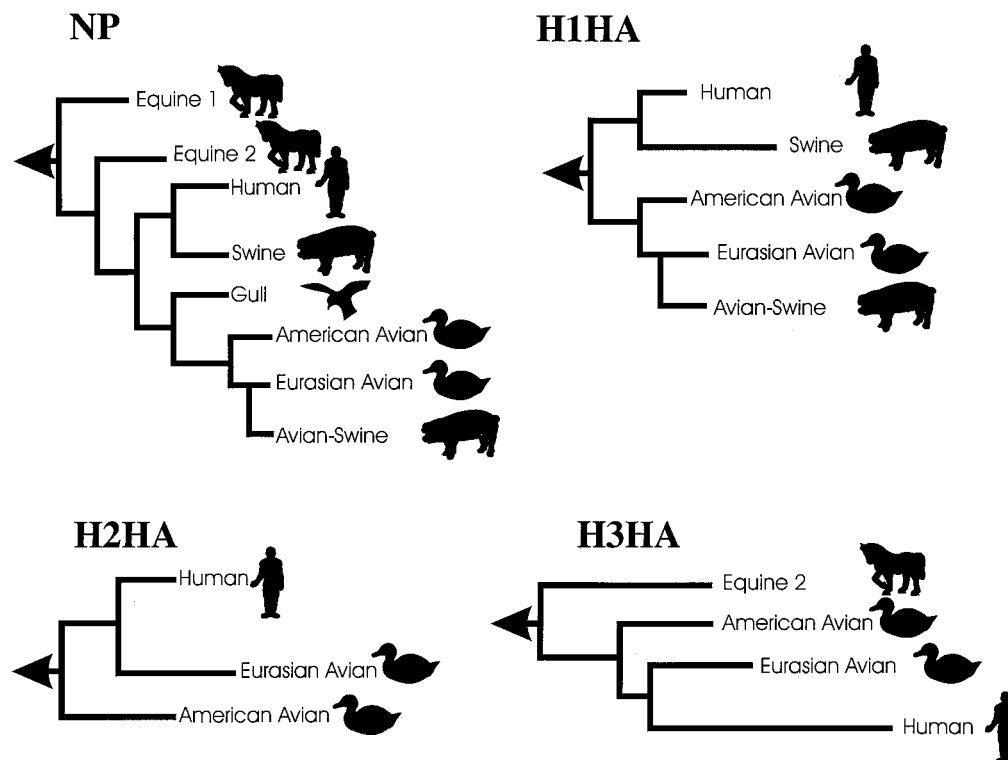 NP
Equine 1
Equine 2
Human
Swine
Gull
American Avian
Eurasian Avian
Avian-Swine
H1HA
Human
Swine
American Avian
Eurasian Avian
Avian-Swine
H2HA
Human
Eurasian Avian
American Avian
H3HA
Equine 2
American Avian
Eurasian Avian
Human